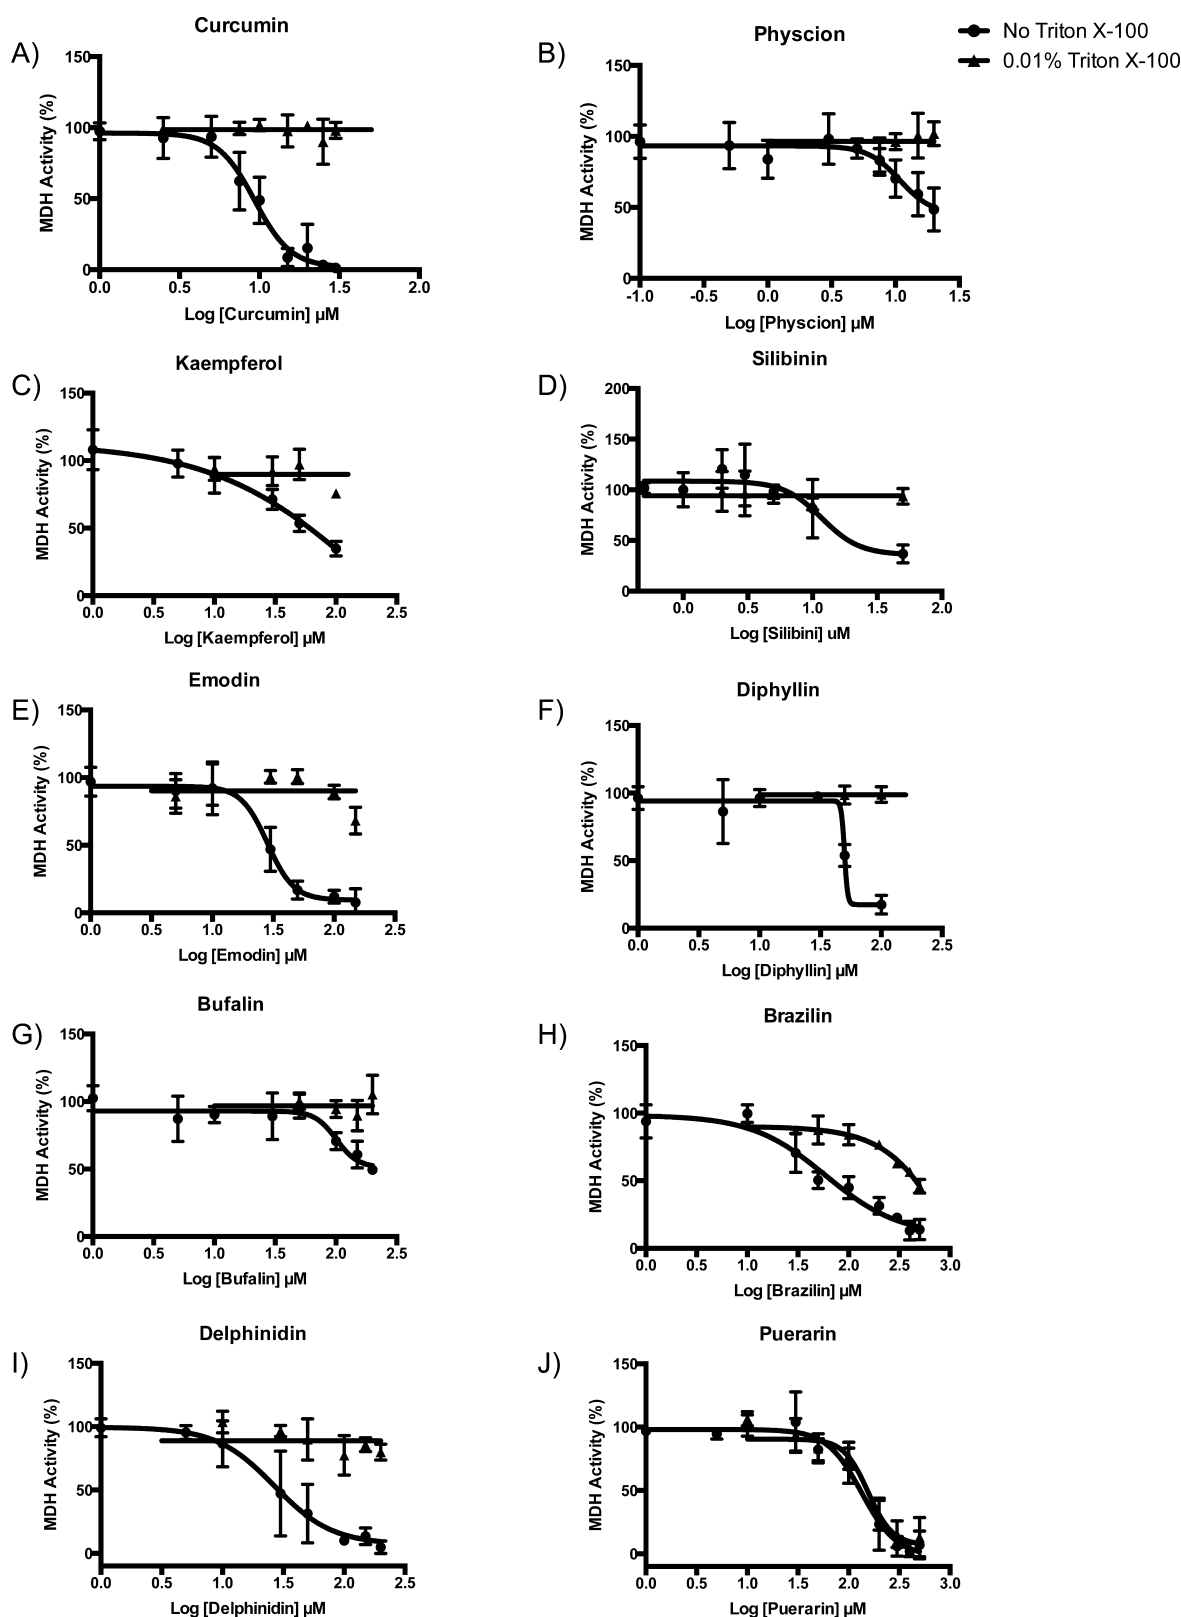 Curcumin
A)
MDH Activity (%)
150
100
50
0
0.0 0.5 1.0 1.5 2.0
Log [Curcumin] µM
Physcion
B)
No Triton X-100
0.01% Triton X-100
MDH Activity (%)
150
100
50
0
-1.0 -0.5 0.0 0.5 1.0 1.5
Log [Physcion] µM
Kaempferol
C)
MDH Activity (%)
150
100
50
0
0.0 0.5 1.0 1.5 2.0 2.5
Log [Kaempferol] µM
Silibinin
D)
MDH Activity (%)
200
150
100
50
0
0.0 0.5 1.0 1.5 2.0
Log [Silibini] uM
Emodin
E)
MDH Activity (%)
150
100
50
0
0.0 0.5 1.0 1.5 2.0 2.5
Log [Emodin] µM
Diphyllin
F)
MDH Activity (%)
150
100
50
0
0.0 0.5 1.0 1.5 2.0 2.5
Log [Diphyllin] µM
Bufalin
G)
MDH Activity (%)
150
100
50
0
0.0 0.5 1.0 1.5 2.0 2.5
Log [Bufalin] µM
Brazilin
H)
MDH Activity (%)
150
100
50
0
0.0 0.5 1.0 1.5 2.0 2.5 3.0
Log [Brazilin] µM
Delphinidin
I)
MDH Activity (%)
150
100
50
0
0.0 0.5 1.0 1.5 2.0 2.5
Log [Delphinidin] µM
Puerarin
J)
MDH Activity (%)
150
100
50
0
0.0 0.5 1.0 1.5 2.0 2.5 3.0
Log [Puerarin] µM